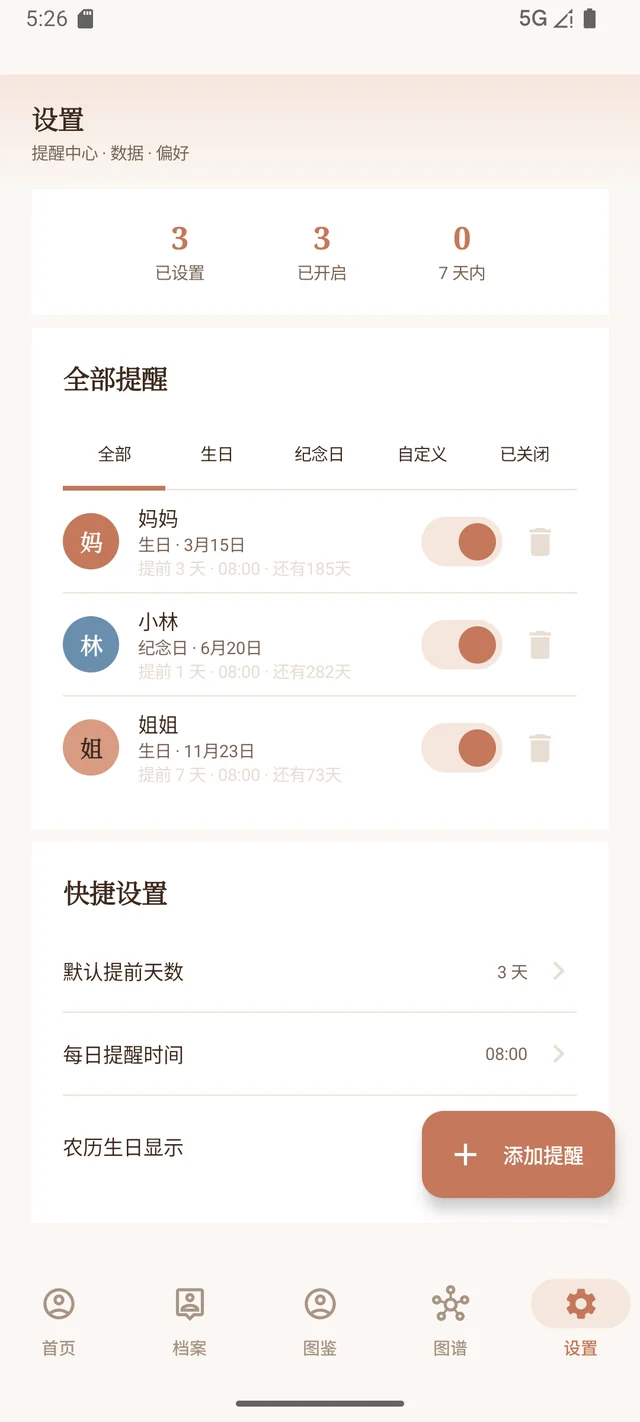 5:26
5G
设置
提醒中心 · 数据 · 偏好
3
3
0
已设置
已开启
7 天内
全部提醒
全部
生日
纪念日
自定义
已关闭
妈
妈妈
生日 · 3月15日
提前 3 天 · 08:00 · 还有185天
林
小林
纪念日 · 6月20日
提前 1 天 · 08:00 · 还有282天
姐
姐姐
生日 · 11月23日
提前 7 天 · 08:00 · 还有73天
快捷设置
默认提前天数
3 天
每日提醒时间
08:00
农历生日显示
添加提醒
首页
档案
图鉴
图谱
设置